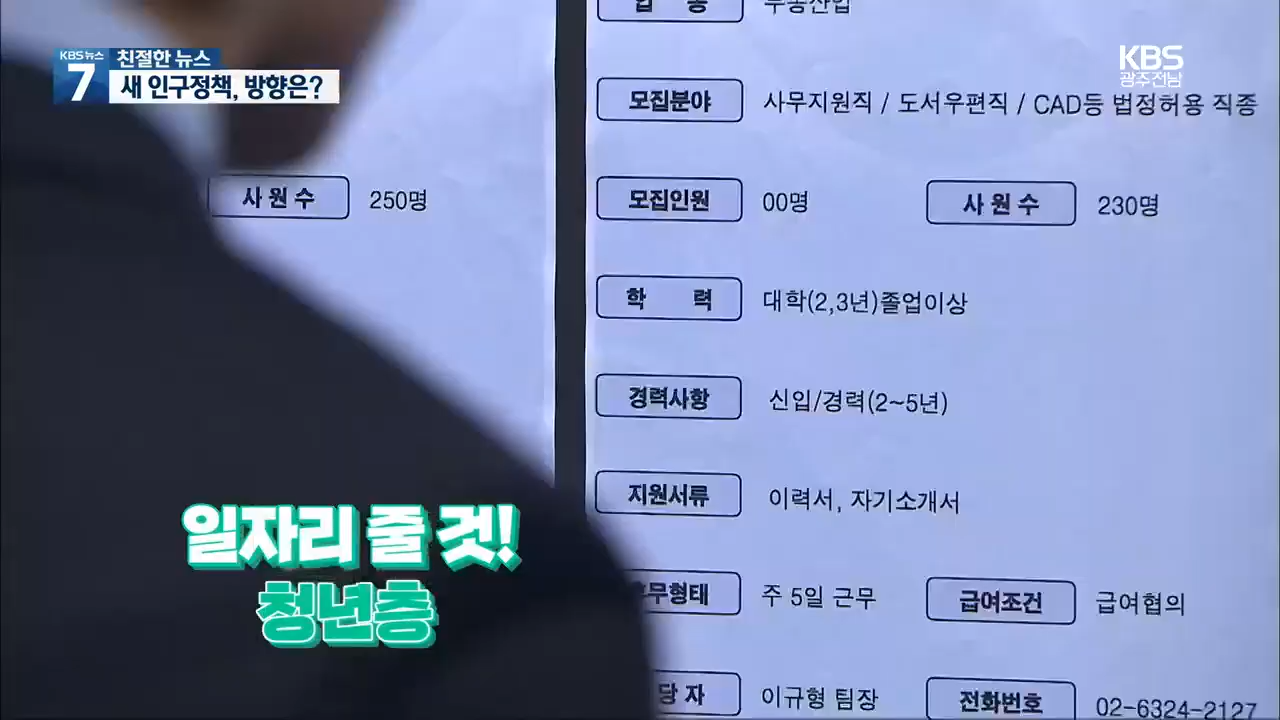 KBS 뉴스 7
친절한 뉴스
새 인구정책, 방향은?
KBS
광주전남
사원수 250명
모집분야 사무지원직 / 도서우편직 / CAD등 법정허용 직종
모집인원 00명 사원수 230명
학 력 대학(2,3년)졸업이상
경력사항 신입/경력(2~5년)
지원서류 이력서, 자기소개서
주 5일 근무 급여조건 급여협의
이규형 팀장 전화번호 02-6324-2127
일자리 줄 것!
청년층